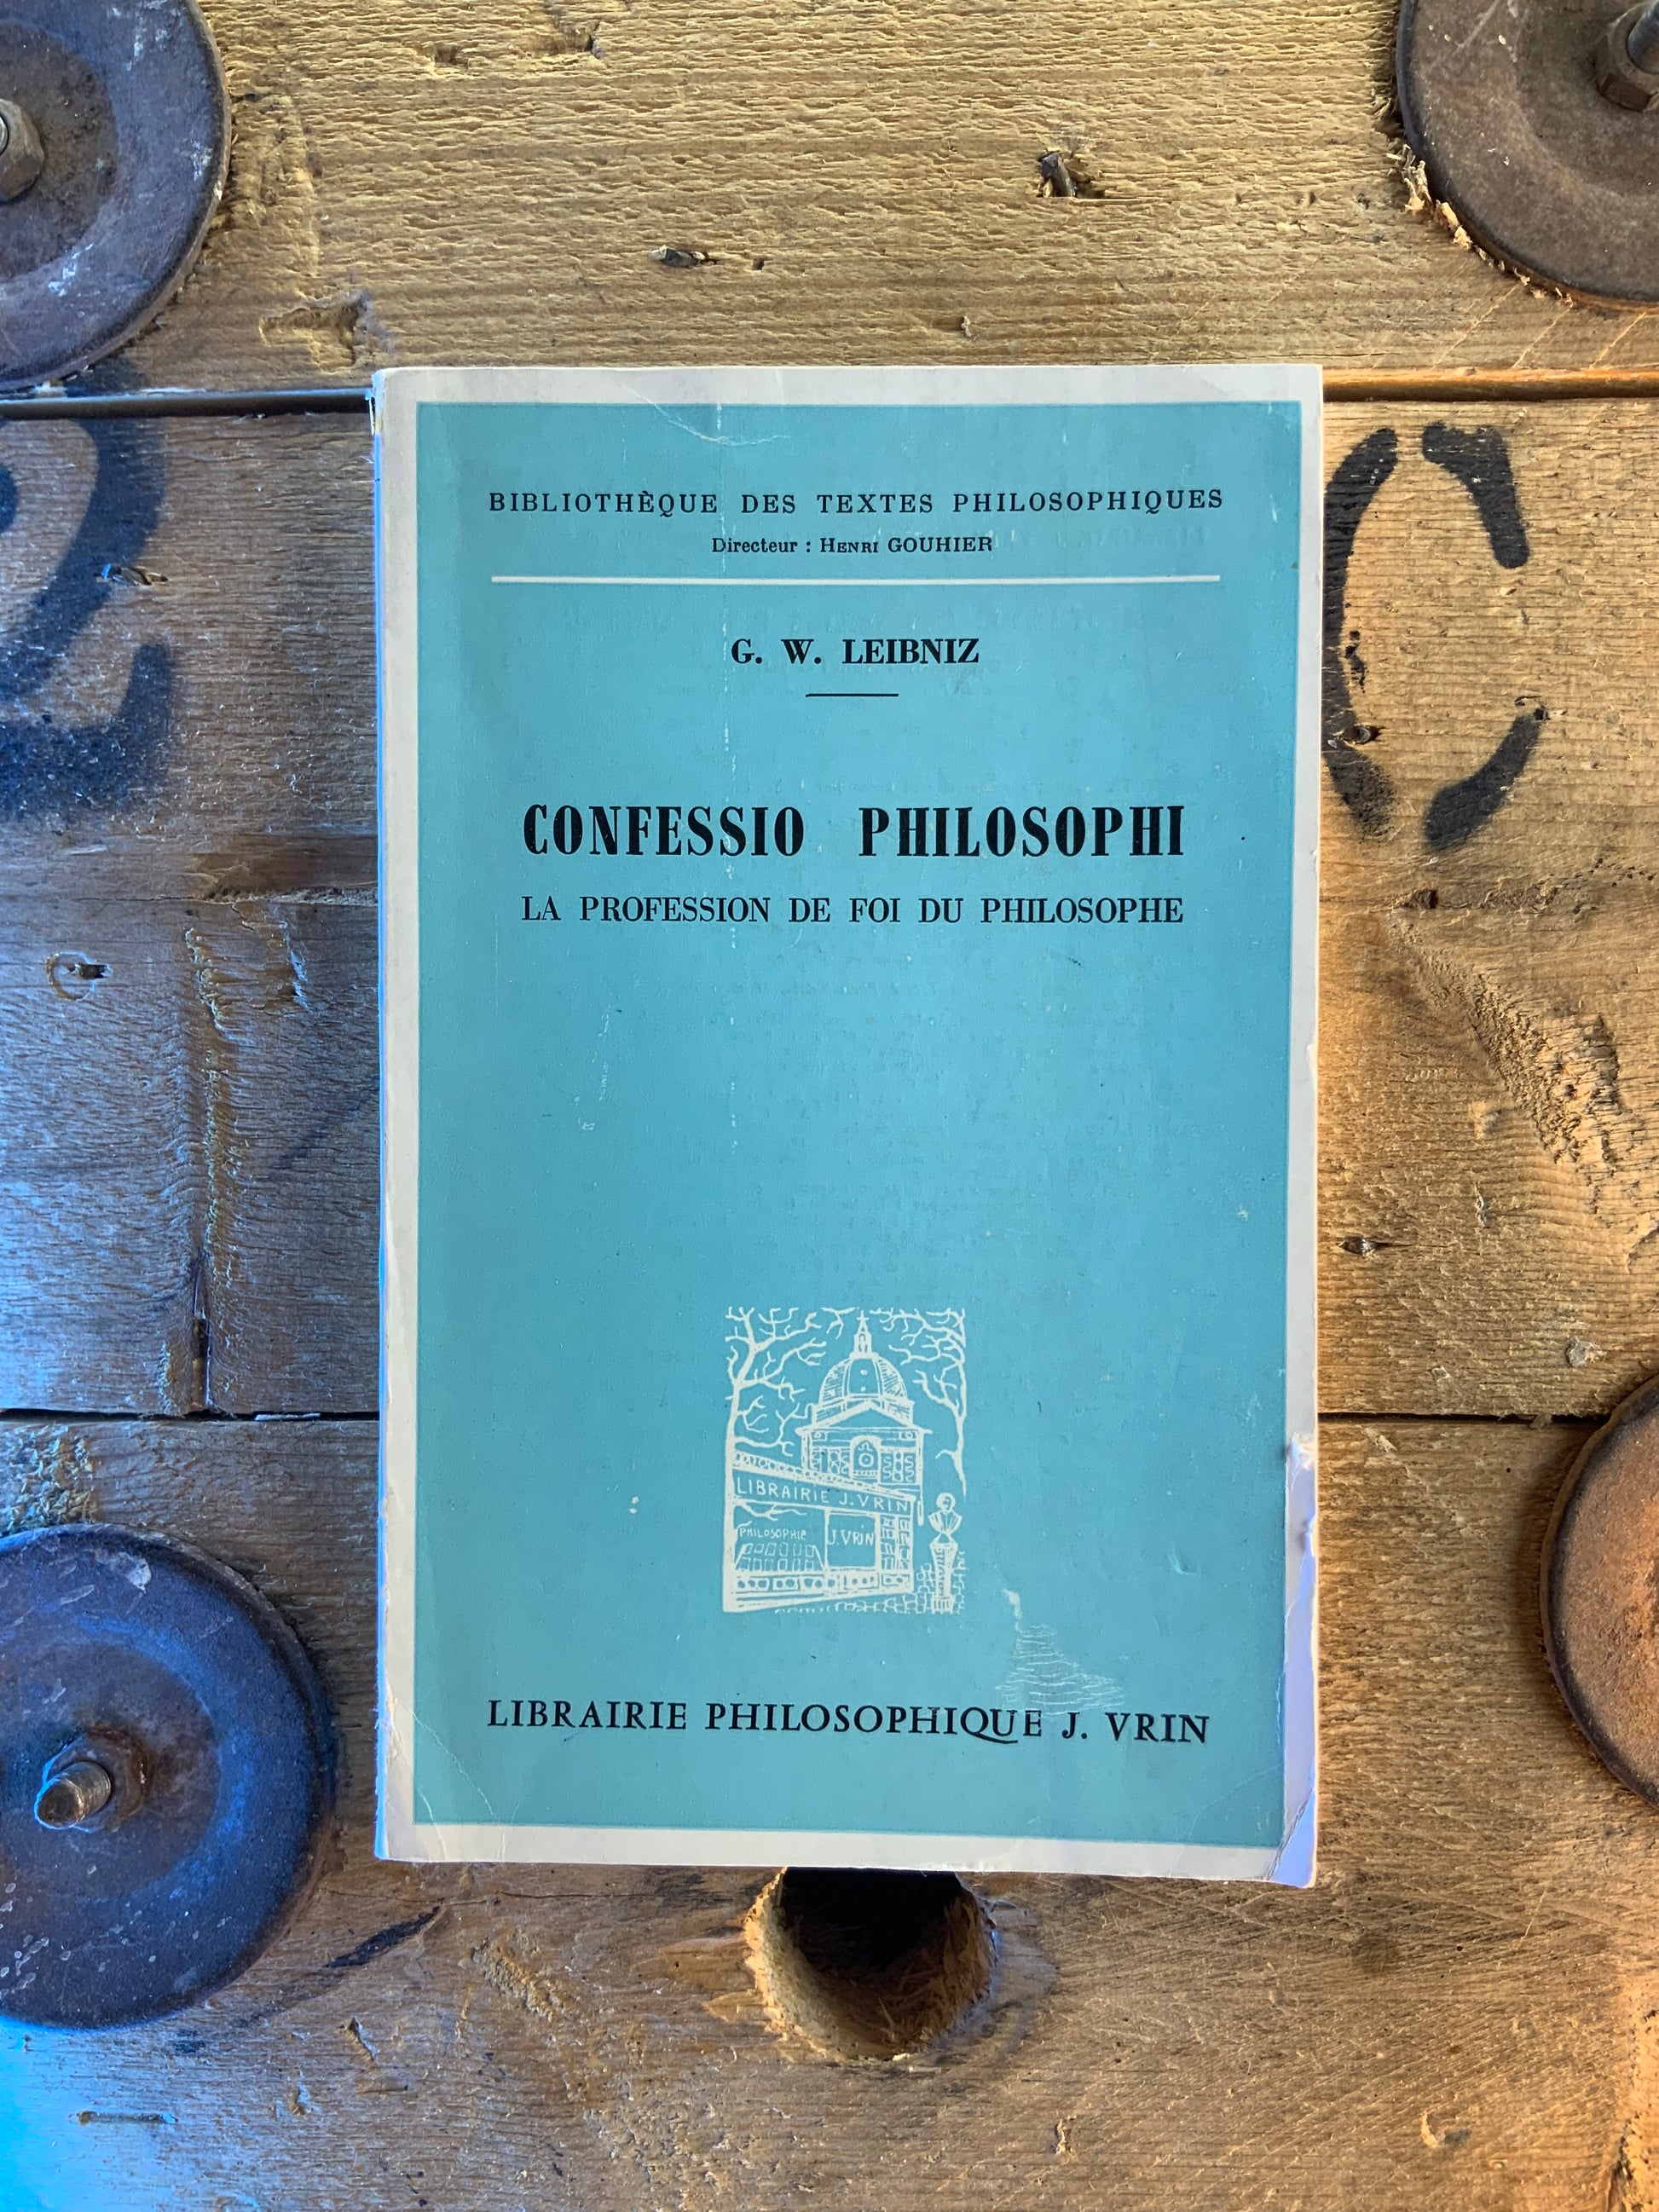 BIBLIOTHÈQUE DES TEXTES PHILOSOPHIQUES
Directeur : HENRI GOUHIER
G. W. LEIBNIZ
CONFESSIO PHILOSOPHI
LA PROFESSION DE FOI DU PHILOSOPHE
LIBRAIRIE J. VRIN
PHILOSOPHIE
J. VRIN
LIBRAIRIE PHILOSOPHIQUE J. VRIN
C